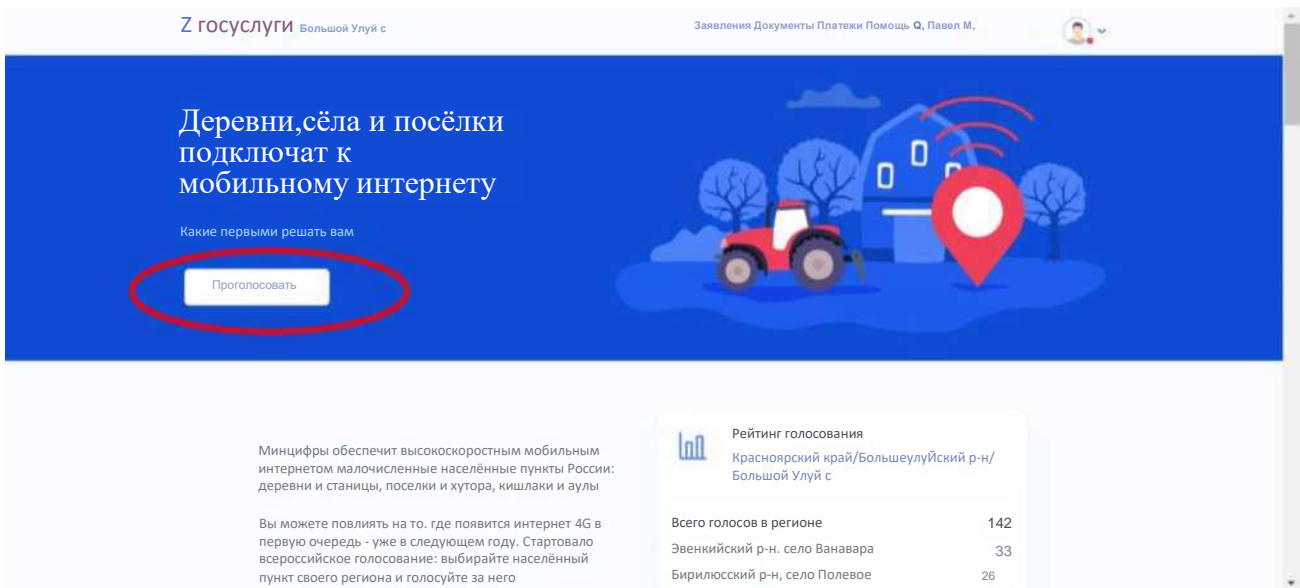 Z госуслуги Большой Улуй с
Заявления Документы Платежи Помощь Q, Павел М,
Деревни,сёла и посёлки
подключат к
мобильному интернету
Какие первыми решать вам
Проголосовать
Минцифры обеспечит высокоскоростным мобильным
интернетом малочисленные населённые пункты России:
деревни и станицы, поселки и хутора, кишлаки и аулы
Вы можете повлиять на то. где появится интернет 4G в
первую очередь - уже в следующем году. Стартовало
всероссийское голосование: выбирайте населённый
пункт своего региона и голосуйте за него
Рейтинг голосования
Красноярский край/БольшеулуЙский р-н/
Большой Улуй с
Всего голосов в регионе 142
Эвенкийский р-н. село Ванавара 33
Бирилюсский р-н, село Полевое 26